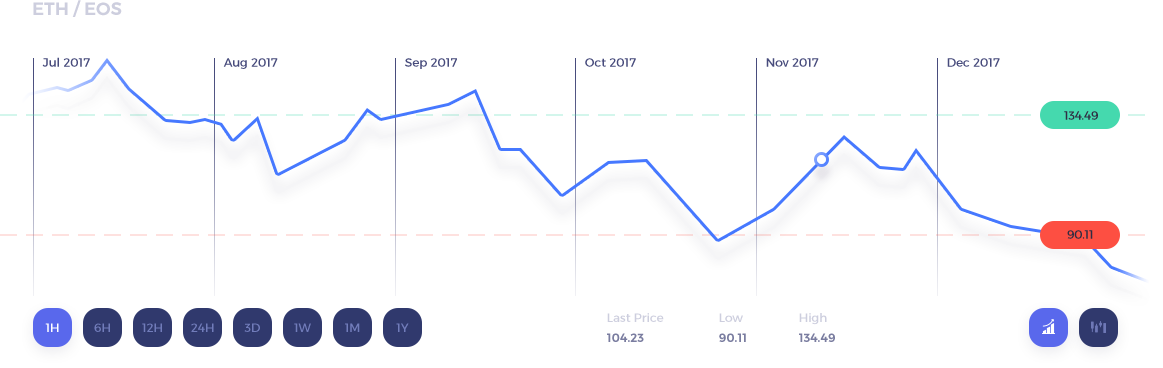 ETH / EOS
Jul 2017 Aug 2017 Sep 2017 Oct 2017 Nov 2017 Dec 2017
134.49
90.11
1H 6H 12H 24H 3D 1W 1M 1Y
Last Price Low High
104.23 90.11 134.49